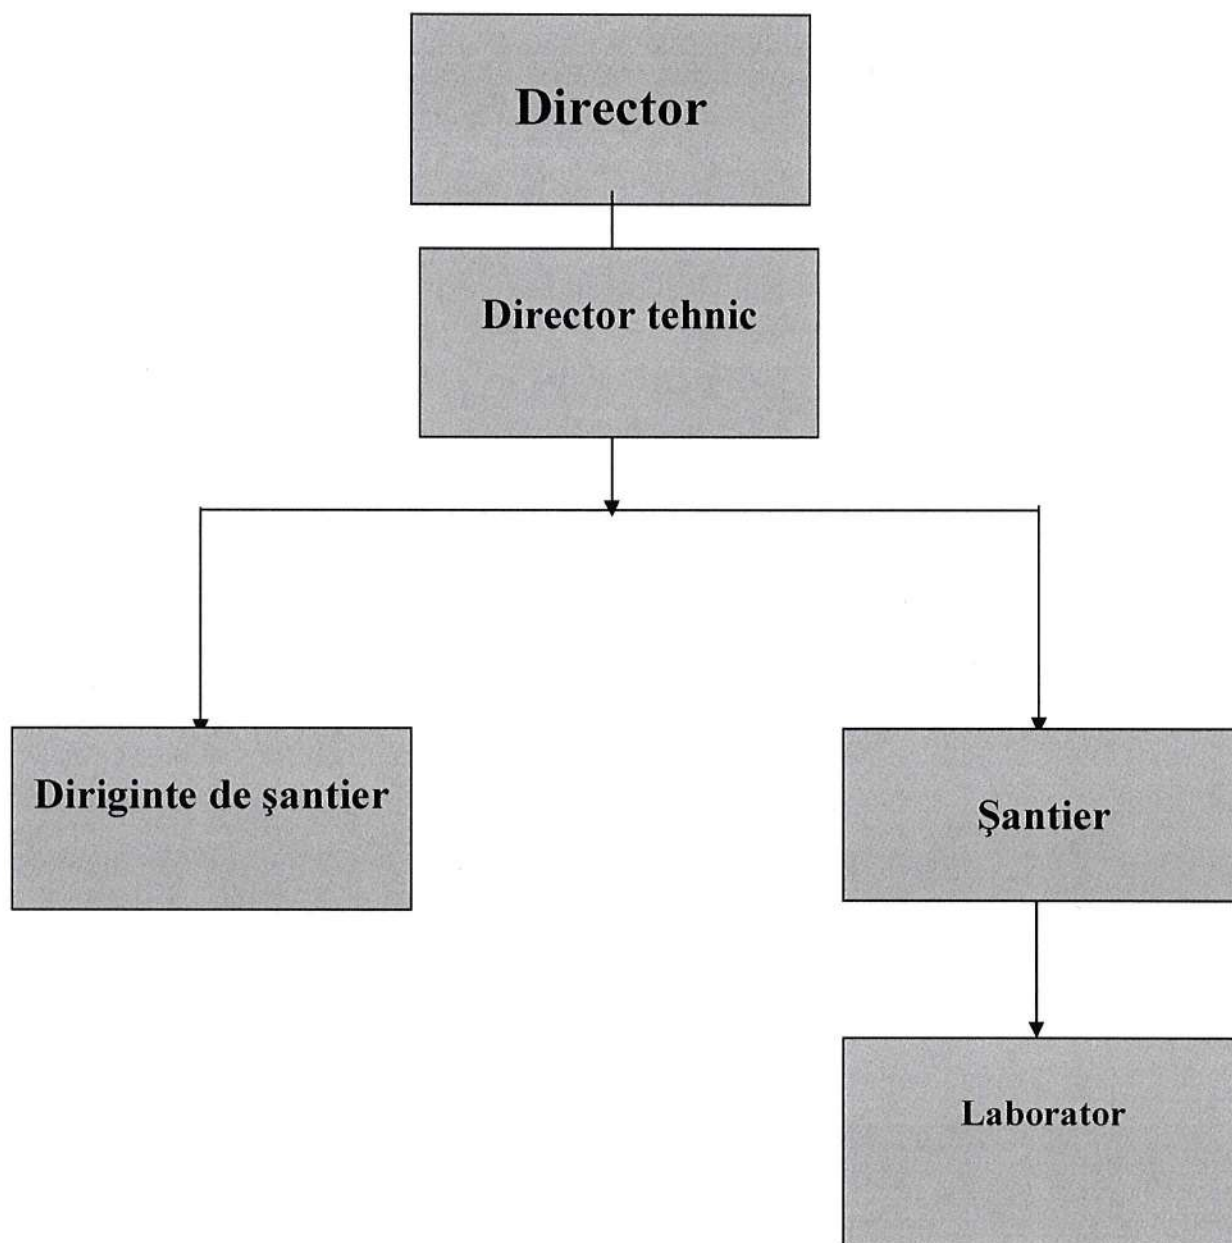 Director
Director tehnic
Diriginte de şantier
Şantier
Laborator